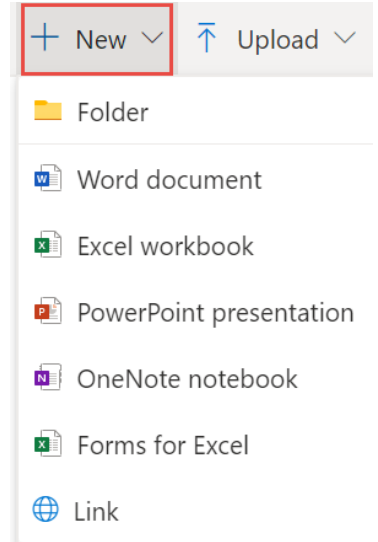 New Upload
Folder
Word document
Excel workbook
PowerPoint presentation
OneNote notebook
Forms for Excel
Link